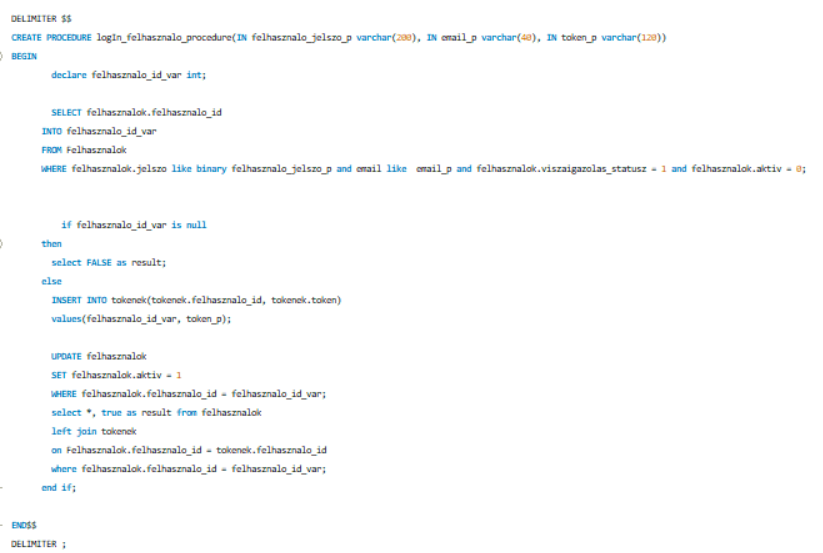 DELIMITER $$
CREATE PROCEDURE login_felhasznalo_procedure(IN felhasznalo_jelszo_p varchar(200), IN email_p varchar(40), IN token_p varchar(120))
BEGIN
declare felhasznalo_id_var int;
SELECT felhasznalok.felhasznalo_id
INTO felhasznalo_id_var
FROM Felhasznalok
WHERE felhasznalok.jelszo like binary felhasznalo_jelszo_p and email like email_p and felhasznalok.viszaigazolas_statusz = 1 and felhasznalok.aktiv = 0;
if felhasznalo_id_var is null
then
select FALSE as result;
else
INSERT INTO tokenek(tokenek.felhasznalo_id, tokenek.token)
values(felhasznalo_id_var, token_p);
UPDATE felhasznalok
SET felhasznalok.aktiv = 1
WHERE felhasznalok.felhasznalo_id = felhasznalo_id_var;
select *, true as result from felhasznalok
left join tokenek
on Felhasznalok.felhasznalo_id = tokenek.felhasznalo_id
where felhasznalok.felhasznalo_id = felhasznalo_id_var;
end if;
END$$
DELIMITER ;